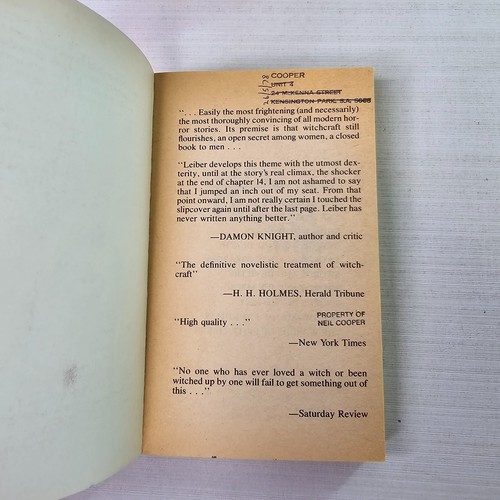 COOPER
UNIT 4
24 McKENNA STREET
KENSINGTON PARK, S.A. 5068
26/5/78
". . . Easily the most frightening (and necessarily)
the most thoroughly convincing of all modern hor-
ror stories. Its premise is that witchcraft still
flourishes, an open secret among women, a closed
book to men . . .
"Leiber develops this theme with the utmost dex-
terity, until at the story's real climax, the shocker
at the end of chapter 14, I am not ashamed to say
that I jumped an inch out of my seat. From that
point onward, I am not really certain I touched the
slipcover again until after the last page. Leiber has
never written anything better."
—DAMON KNIGHT, author and critic
"The definitive novelistic treatment of witch-
craft"
—H. H. HOLMES, Herald Tribune
PROPERTY OF
NEIL COOPER
"High quality . . ."
—New York Times
"No one who has ever loved a witch or been
witched up by one will fail to get something out of
this . . ."
—Saturday Review